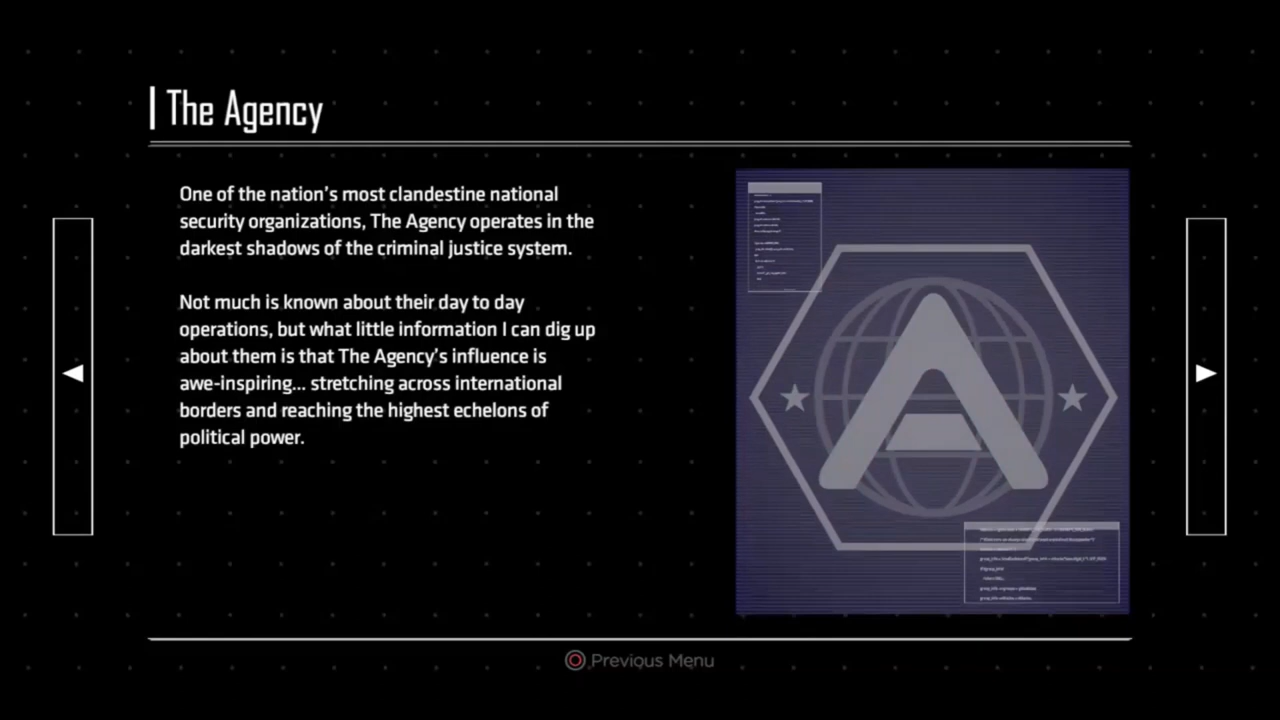 The Agency
One of the nation's most clandestine national
security organizations, The Agency operates in the
darkest shadows of the criminal justice system.
Not much is known about their day to day
operations, but what little information I can dig up
about them is that The Agency's influence is
awe-inspiring... stretching across international
borders and reaching the highest echelons of
political power.
Previous Menu